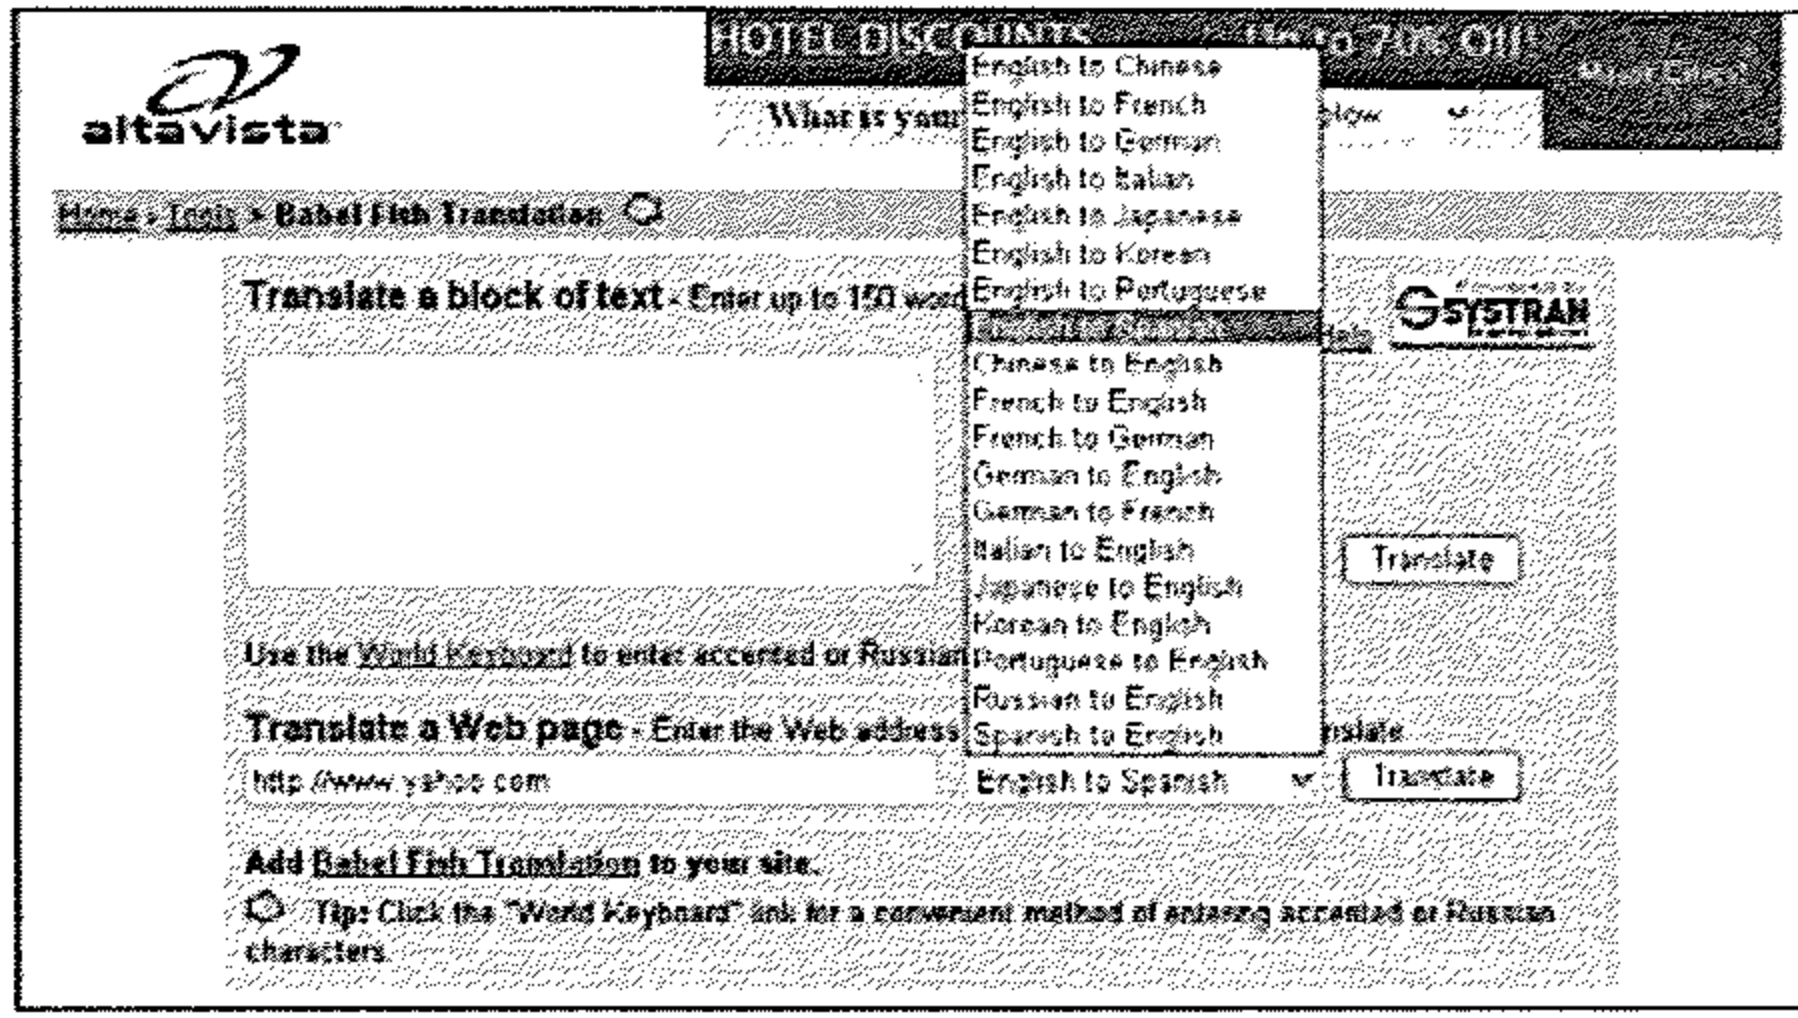 HOTEL DISCOUNTS Up to 70% Off!
altavista
What is your
Home > Tools > Babel Fish Translation
Translate a block of text - Enter up to 150 word
Help
SYSTRAN
English to Chinese
English to French
English to German
English to Italian
English to Japanese
English to Korean
English to Portuguese
Chinese to English
French to English
French to German
German to English
German to French
Italian to English
Japanese to English
Korean to English
Portuguese to English
Russian to English
Spanish to English
Translate
Use the World Keyboard to enter accented or Russian
Translate a Web page - Enter the Web address nslate
http://www.yahoo.com English to Spanish Translate
Add Babel Fish Translation to your site.
Tip: Click the "World Keyboard" link for a convenient method of entering accented or Russian
characters.